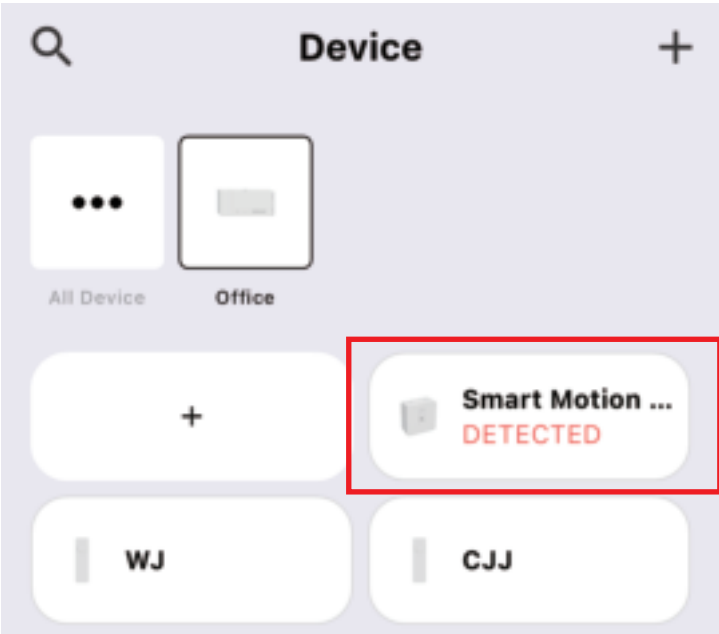 Device
All Device
Office
+
Smart Motion ...
DETECTED
WJ
CJJ